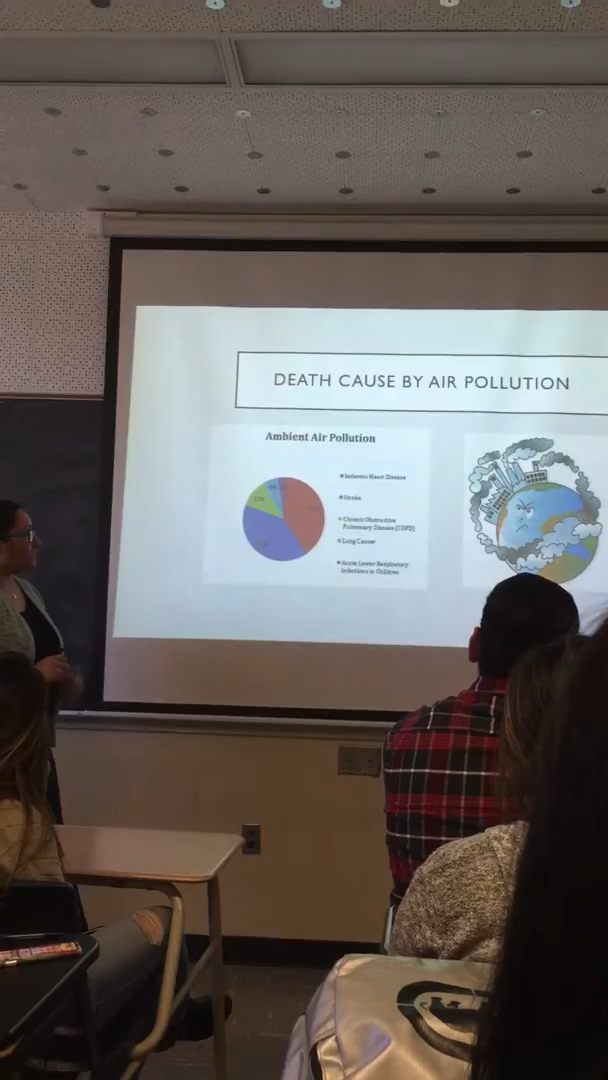 DEATH CAUSE BY AIR POLLUTION
Ambient Air Pollution
Ischemic Heart Disease
Stroke
Chronic Obstructive
Pulmonary Disease (COPD)
Lung Cancer
Acute Lower Respiratory
Infections in Children
11%